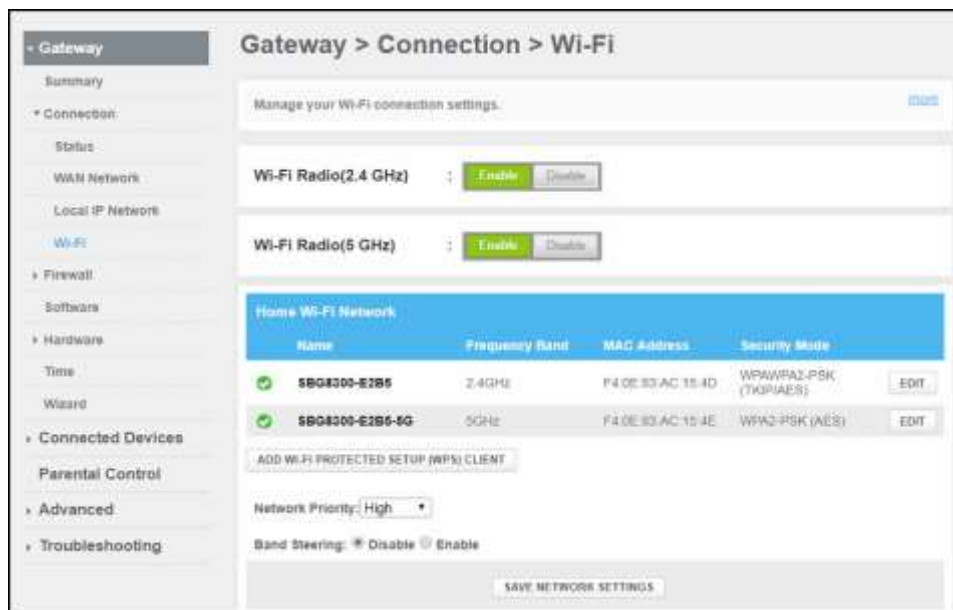 Gateway
Summary
Connection
Status
WAN Network
Local IP Network
Wi-Fi
Firewall
Software
Hardware
Time
Wizard
Connected Devices
Parental Control
Advanced
Troubleshooting
Gateway > Connection > Wi-Fi
Manage your Wi-Fi connection settings.
more
Wi-Fi Radio(2.4 GHz) : Enable Disable
Wi-Fi Radio(5 GHz) : Enable Disable
Home Wi-Fi Network
Name Frequency Band MAC Address Security Mode
SBG8300-E2B5 2.4GHz F4:0E:83:AC:15:4D WPAWPA2-PSK (TKIP/AES) EDIT
SBG8300-E2B5-5G 5GHz F4:0E:83:AC:15:4E WPA2-PSK (AES) EDIT
ADD WI-FI PROTECTED SETUP (WPS) CLIENT
Network Priority: High
Band Steering: Disable Enable
SAVE NETWORK SETTINGS